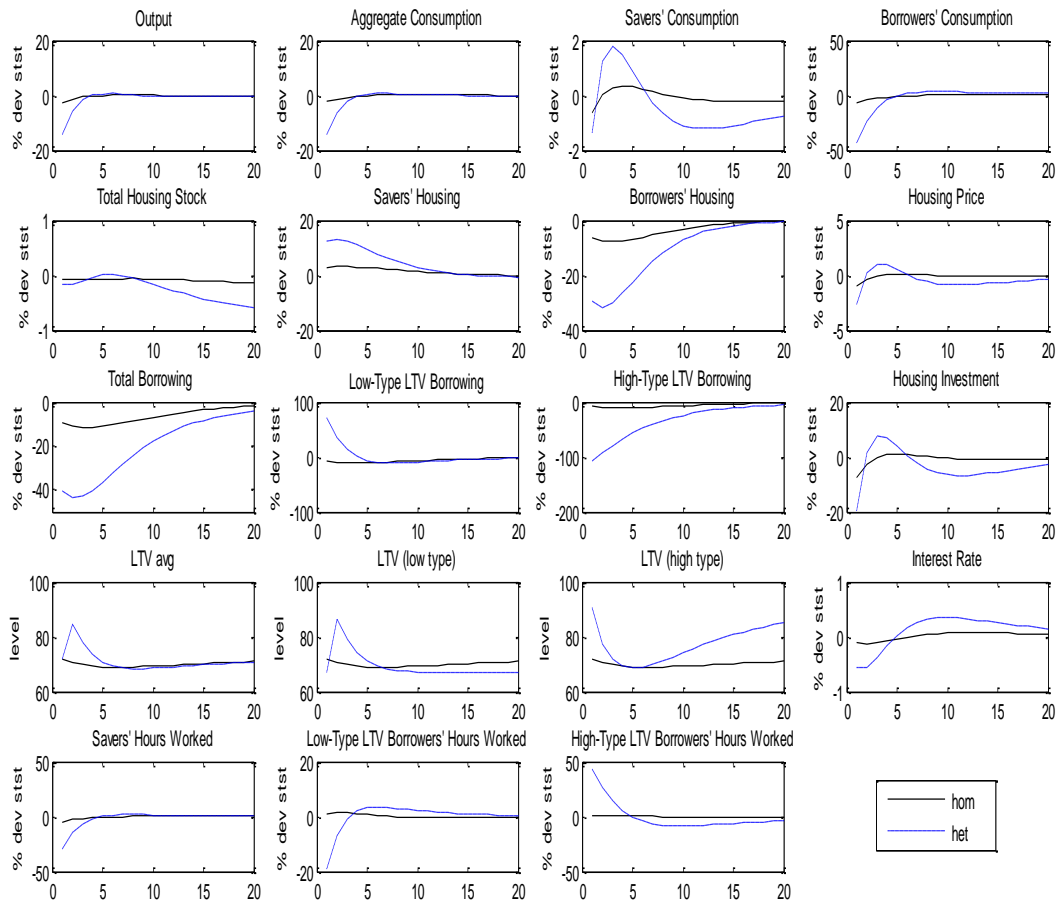 Output
Aggregate Consumption
Savers' Consumption
Borrowers' Consumption
% dev stst
20
0
-20
0 5 10 15 20
% dev stst
20
0
-20
0 5 10 15 20
% dev stst
2
0
-2
0 5 10 15 20
% dev stst
50
0
-50
0 5 10 15 20
Total Housing Stock
Savers' Housing
Borrowers' Housing
Housing Price
% dev stst
1
0
-1
0 5 10 15 20
% dev stst
20
0
-20
0 5 10 15 20
% dev stst
0
-20
-40
0 5 10 15 20
% dev stst
5
0
-5
0 5 10 15 20
Total Borrowing
Low-Type LTV Borrowing
High-Type LTV Borrowing
Housing Investment
% dev stst
0
-20
-40
0 5 10 15 20
% dev stst
100
0
-100
0 5 10 15 20
% dev stst
0
-100
-200
0 5 10 15 20
% dev stst
20
0
-20
0 5 10 15 20
LTV avg
LTV (low type)
LTV (high type)
Interest Rate
level
100
80
60
0 5 10 15 20
level
100
80
60
0 5 10 15 20
level
100
80
60
0 5 10 15 20
% dev stst
1
0
-1
0 5 10 15 20
Savers' Hours Worked
Low-Type LTV Borrowers' Hours Worked
High-Type LTV Borrowers' Hours Worked
% dev stst
50
0
-50
0 5 10 15 20
% dev stst
20
0
-20
0 5 10 15 20
% dev stst
50
0
-50
0 5 10 15 20
hom
het